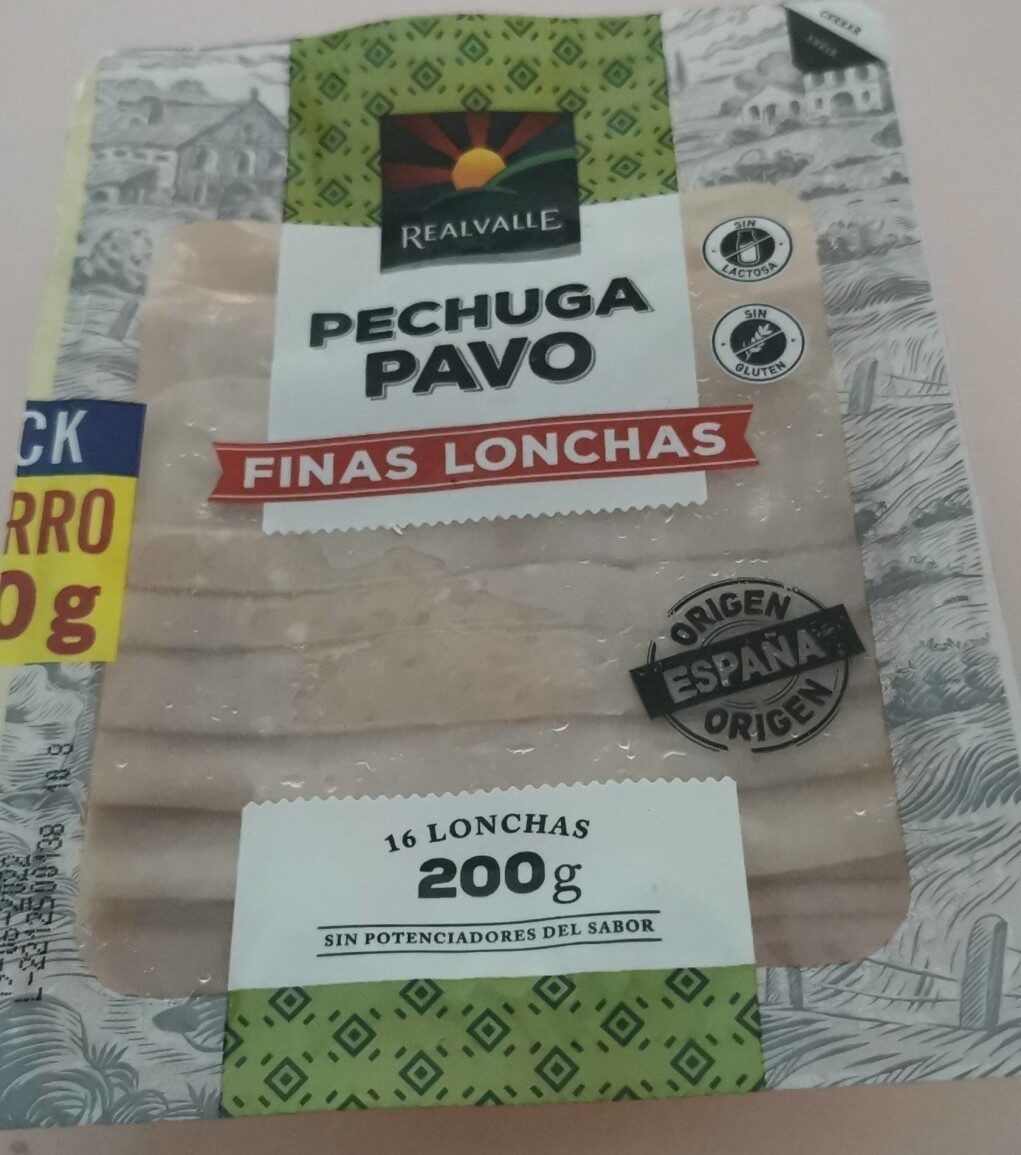 CERRAR
REALVALLE
SIN
LACTOSA
PECHUGA
PAVO
SIN
GLUTEN
CK
FINAS LONCHAS
RRO
0g
ORIGEN
ESPAÑA
ORIGEN
16 LONCHAS
200g
SIN POTENCIADORES DEL SABOR